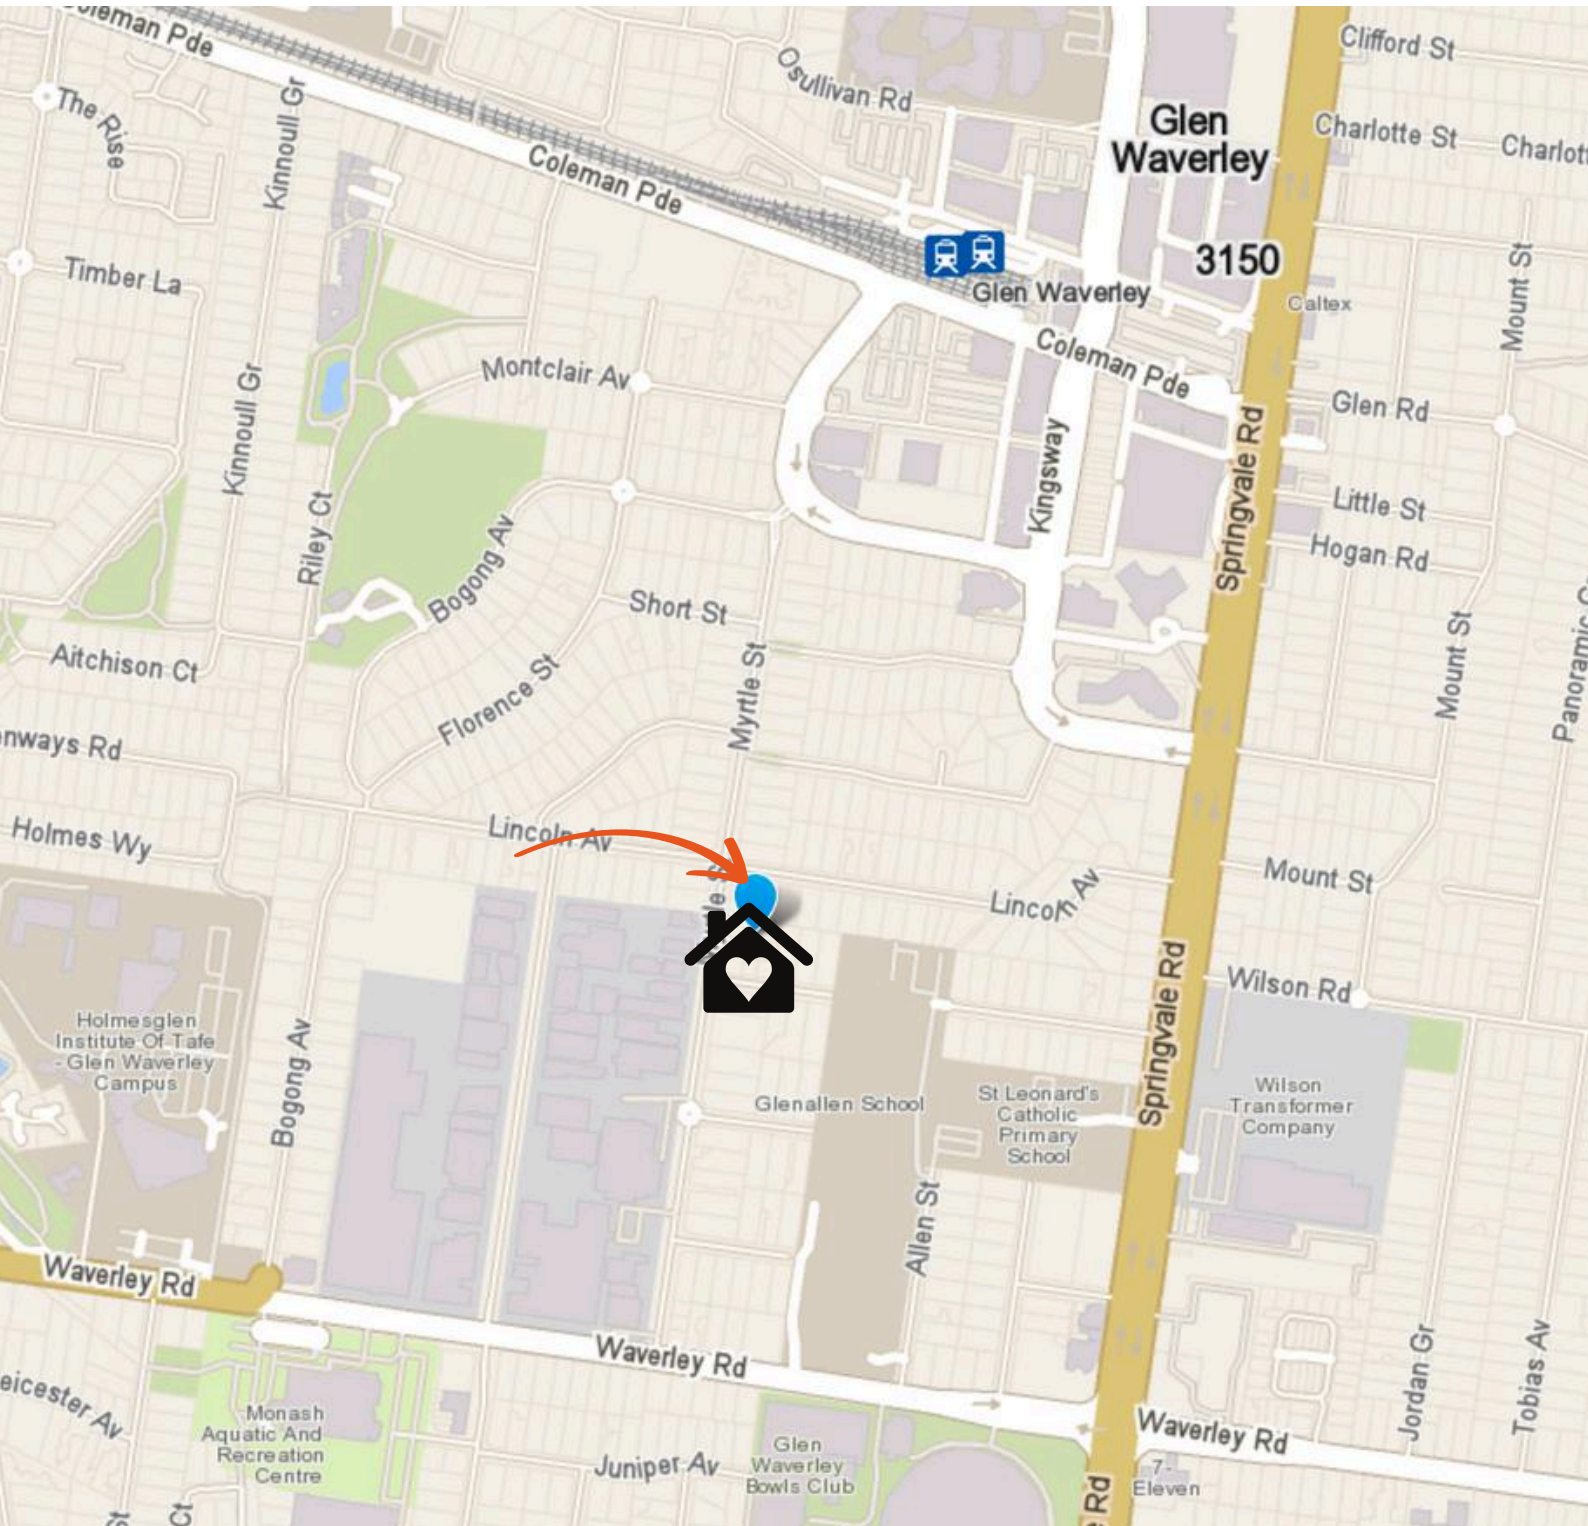 Coleman Pde
Clifford St
Osullivan Rd
The Rise
Kinnoull Gr
Glen
Waverley
Charlotte St
Coleman Pde
3150
Timber La
Glen Waverley
Caltex
Mount St
Coleman Pde
Montclair Av
Kinnoull Gr
Glen Rd
Springvale Rd
Kingsway
Little St
Riley Ct
Hogan Rd
Bogong Av
Short St
Aitchison Ct
Florence St
Myrtle St
Mount St
nways Rd
Holmes Wy
Lincoln Av
Mount St
Lincoln Av
Springvale Rd
Wilson Rd
Holmesglen
Institute Of Tafe
- Glen Waverley
Campus
Bogong Av
Glenallen School
St Leonard's
Catholic
Primary
School
Wilson
Transformer
Company
Allen St
Waverley Rd
Waverley Rd
Jordan Gr
Tobias Av
eicester Av
Monash
Aquatic And
Recreation
Centre
Glen
Waverley
Bowls Club
Juniper Av
Waverley Rd
7-
Eleven
Rd
Ct